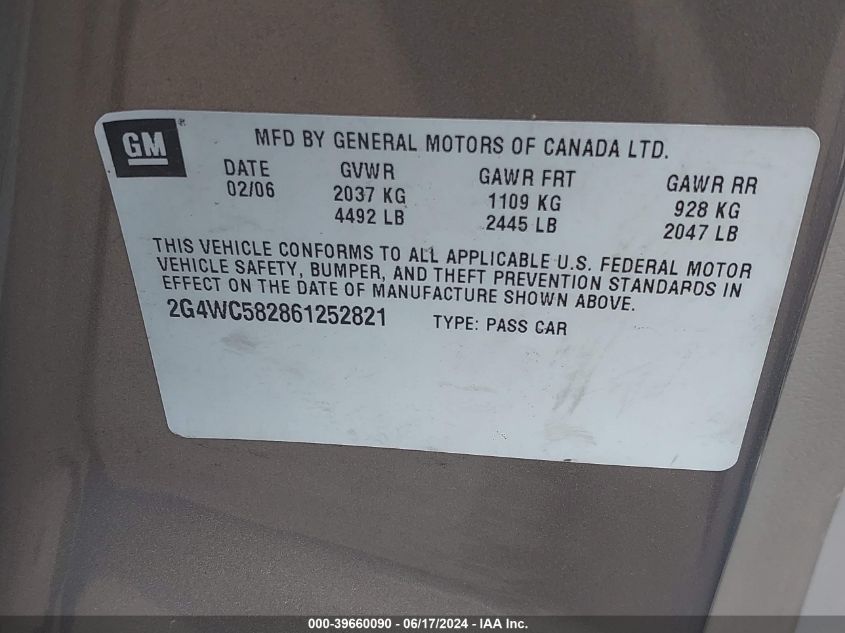 GM ®
MFD BY GENERAL MOTORS OF CANADA LTD.
DATE GVWR GAWR FRT GAWR RR
02/06 2037 KG 1109 KG 928 KG
4492 LB 2445 LB 2047 LB
THIS VEHICLE CONFORMS TO ALL APPLICABLE U.S. FEDERAL MOTOR
VEHICLE SAFETY, BUMPER, AND THEFT PREVENTION STANDARDS IN
EFFECT ON THE DATE OF MANUFACTURE SHOWN ABOVE.
2G4WC582861252821 TYPE: PASS CAR
000-39660090 - 06/17/2024 - IAA Inc.